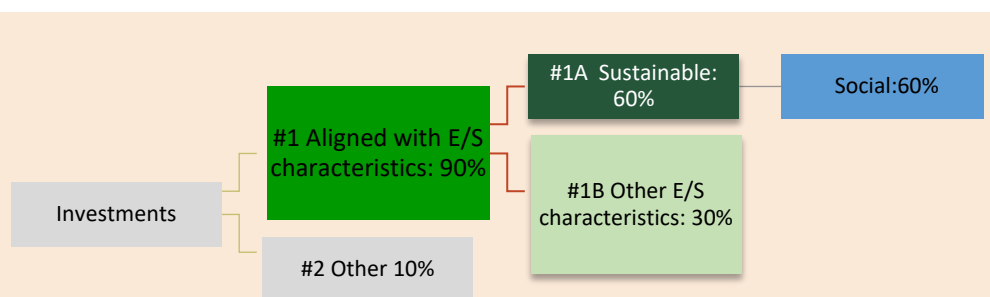 #1A  Sustainable:
60%
Social:60%
#1 Aligned with E/S
characteristics: 90%
#1B Other E/S
characteristics: 30%
Investments
#2 Other 10%